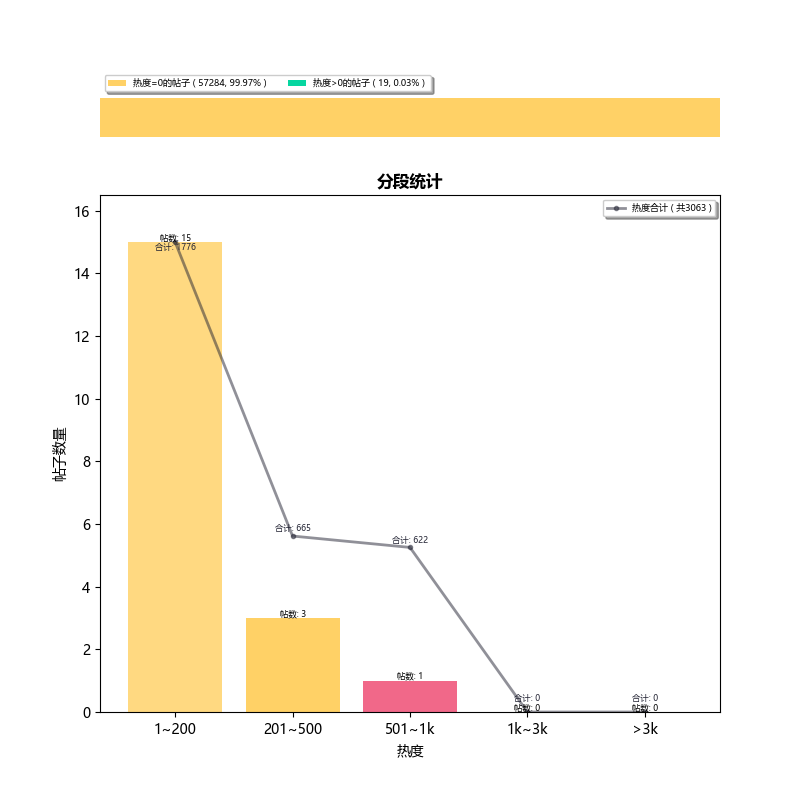 热度=0的帖子 ( 57284, 99.97% )
热度>0的帖子 ( 19, 0.03% )
分段统计
热度合计 ( 共3063 )
16
14
12
10
8
6
4
2
0
帖子数量
帖数: 15
合计: 1776
合计: 665
帖数: 3
合计: 622
帖数: 1
合计: 0
帖数: 0
合计: 0
帖数: 0
1~200
201~500
501~1k
1k~3k
>3k
热度